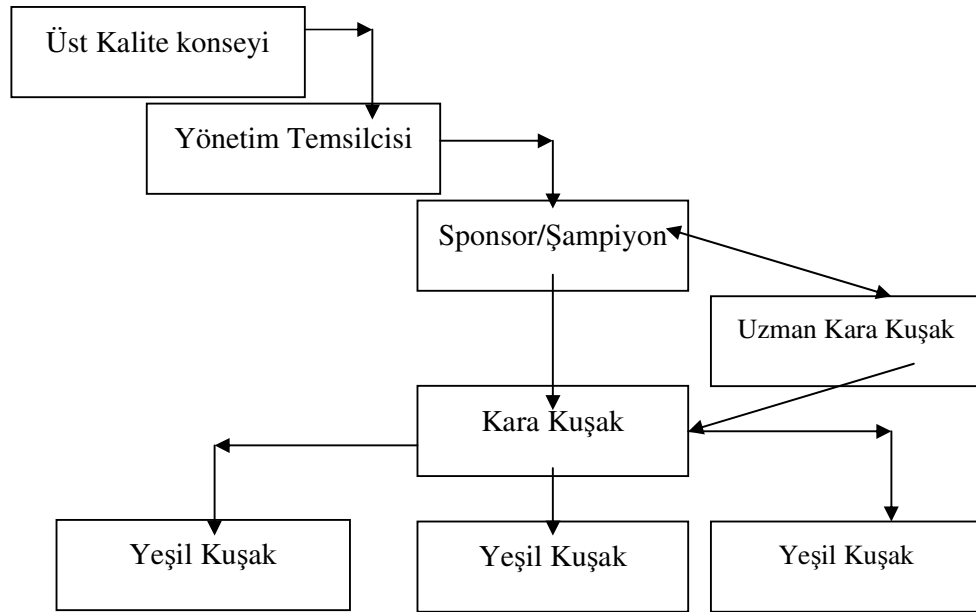 Üst Kalite konseyi
Yönetim Temsilcisi
Sponsor/Şampiyon
Uzman Kara Kuşak
Kara Kuşak
Yeşil Kuşak
Yeşil Kuşak
Yeşil Kuşak